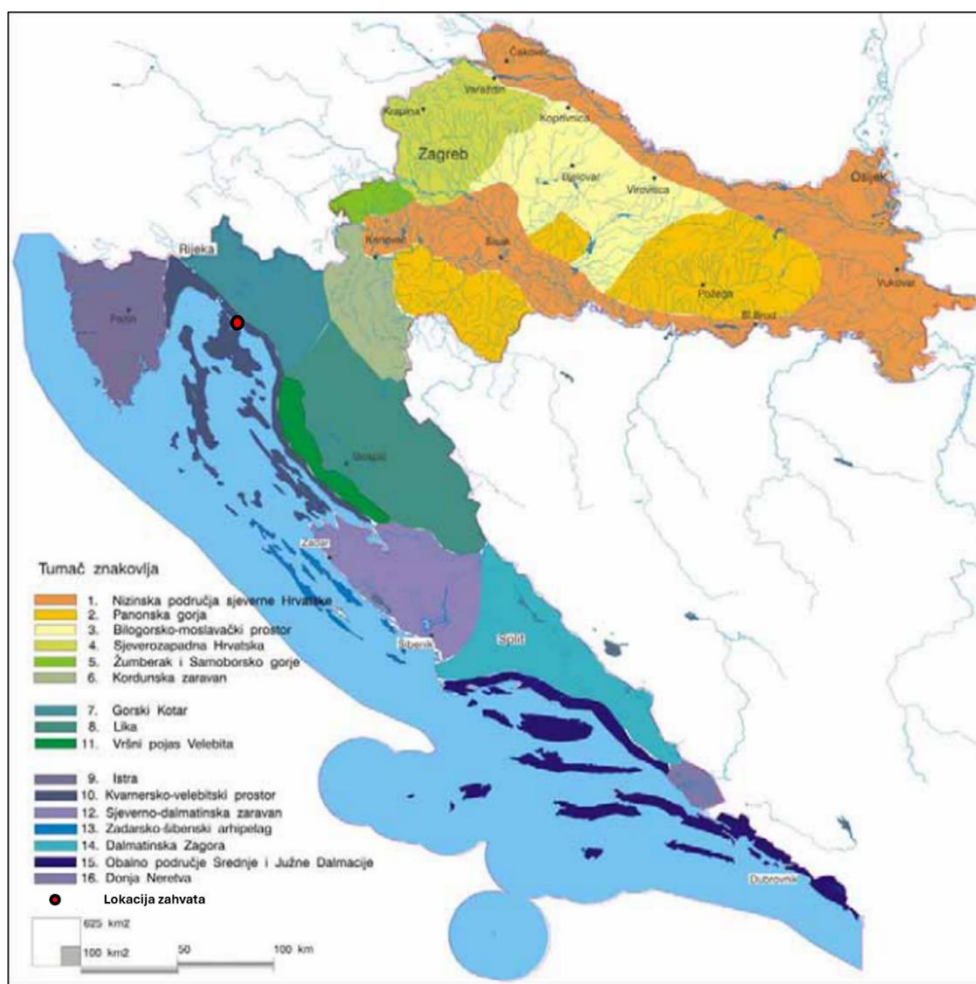 Čakovec
Varaždin
Krapina
Koprivnica
Zagreb
Bjelovar
Virovitica
Osijek
Karlovac
Sisak
Rijeka
Vukovar
Požega
Sl.Brod
Pazin
Gospić
Zadar
Tumač znakovlja
1. Nizinska područja sjeverne Hrvatske
2. Panonska gorja
3. Bilogorsko-moslavački prostor
4. Sjeverozapadna Hrvatska
5. Žumberak i Samoborsko gorje
6. Kordunska zaravan
Šibenik
Split
7. Gorski Kotar
8. Lika
11. Vršni pojas Velebita
9. Istra
10. Kvarnersko-velebitski prostor
12. Sjeverno-dalmatinska zaravan
13. Zadarsko-šibenski arhipelag
14. Dalmatinska Zagora
15. Obalno područje Srednje i Južne Dalmacije
16. Donja Neretva
Dubrovnik
Lokacija zahvata
625 km2
100 km2
50
100 km